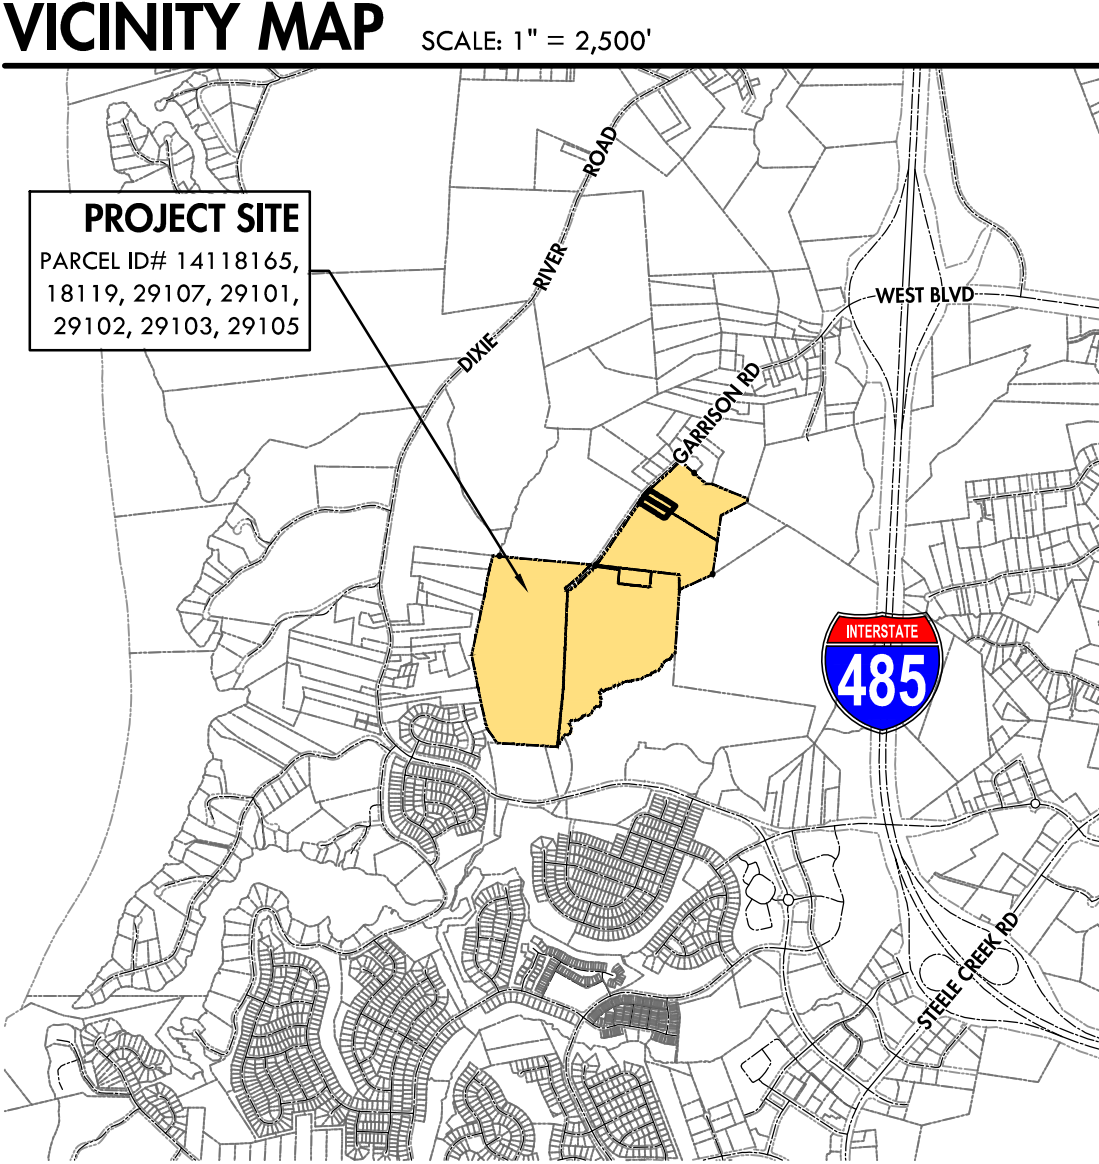 VICINITY MAP SCALE: 1" = 2,500'
PROJECT SITE
PARCEL ID# 14118165,
18119, 29107, 29101,
29102, 29103, 29105
DIXIE RIVER ROAD
WEST BLVD
GARRISON RD
INTERSTATE
485
STEELE CREEK RD